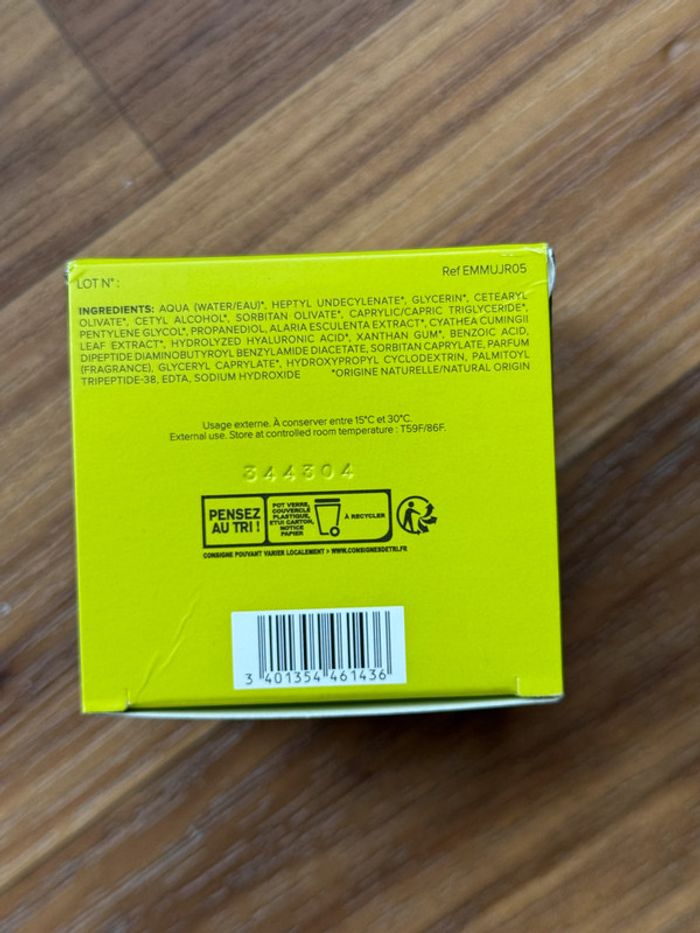 LOT N° :
Ref EMMUJR05
INGREDIENTS: AQUA (WATER/EAU)*, HEPTYL UNDECYLENATE*, GLYCERIN*, CETEARYL
OLIVATE*, CETYL ALCOHOL*, SORBITAN OLIVATE*, CAPRYLIC/CAPRIC TRIGLYCERIDE*,
PENTYLENE GLYCOL*, PROPANEDIOL, ALARIA ESCULENTA EXTRACT*, CYATHEA CUMINGII
LEAF EXTRACT*, HYDROLYZED HYALURONIC ACID*, XANTHAN GUM*, BENZOIC ACID,
DIPEPTIDE DIAMINOBUTYROYL BENZYLAMIDE DIACETATE, SORBITAN CAPRYLATE, PARFUM
(FRAGRANCE), GLYCERYL CAPRYLATE*, HYDROXYPROPYL CYCLODEXTRIN, PALMITOYL
TRIPEPTIDE-38, EDTA, SODIUM HYDROXIDE *ORIGINE NATURELLE/NATURAL ORIGIN
Usage externe. À conserver entre 15°C et 30°C.
External use. Store at controlled room temperature : T59F/86F.
344304
PENSEZ
AU TRI !
POT VERRE,
COUVERCLE
PLASTIQUE,
ETUI CARTON,
NOTICE
PAPIER
À RECYCLER
CONSIGNE POUVANT VARIER LOCALEMENT > WWW.CONSIGNESDETRI.FR
3 401354 461436